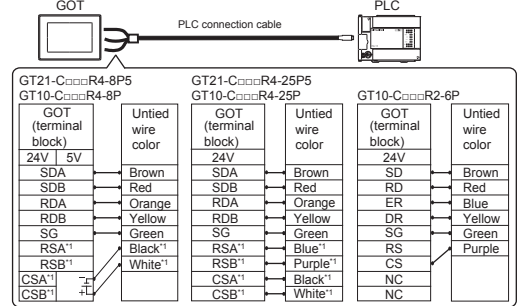 GOT
PLC
PLC connection cable
GT21-C□□□R4-8P5
GT10-C□□□R4-8P
GOT
(terminal
block)
Untied
wire
color
24V 5V
SDA Brown
SDB Red
RDA Orange
RDB Yellow
SG Green
RSA*1 Black*1
RSB*1 White*1
CSA*1 -
CSB*1 +
GT21-C□□□R4-25P5
GT10-C□□□R4-25P
GOT
(terminal
block)
Untied
wire
color
24V
SDA Brown
SDB Red
RDA Orange
RDB Yellow
SG Green
RSA*1 Blue*1
RSB*1 Purple*1
CSA*1 Black*1
CSB*1 White*1
GT10-C□□□R2-6P
GOT
(terminal
block)
Untied
wire
color
24V
SD Brown
RD Red
ER Blue
DR Yellow
SG Green
RS Purple
CS
NC
NC